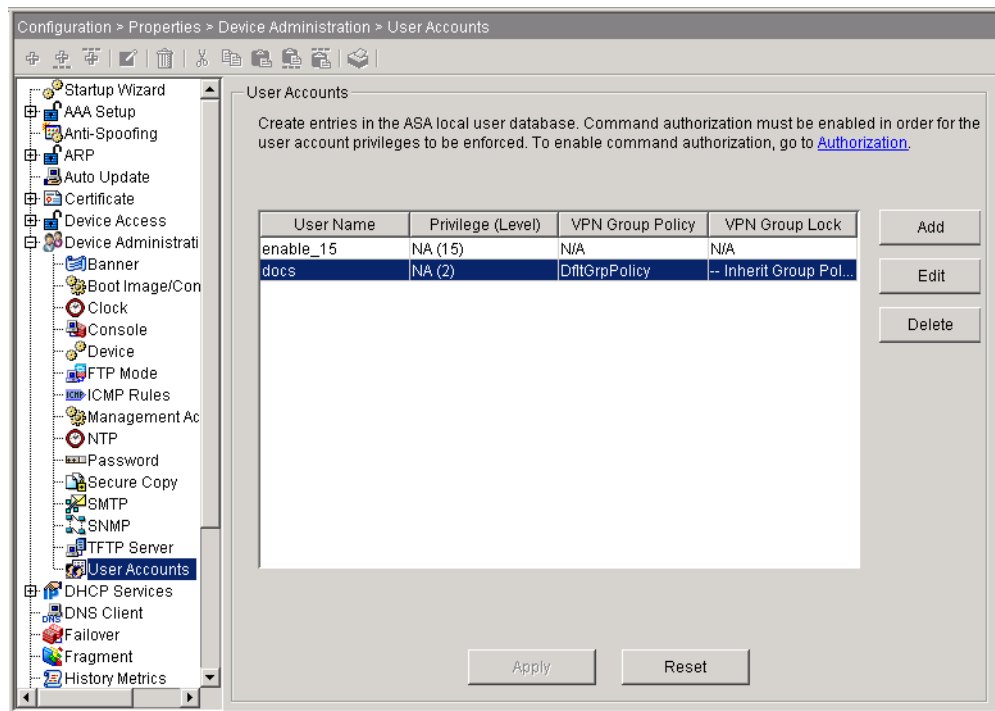 Configuration > Properties > Device Administration > User Accounts
Startup Wizard
AAA Setup
Anti-Spoofing
ARP
Auto Update
Certificate
Device Access
Device Administrati
Banner
Boot Image/Con
Clock
Console
Device
FTP Mode
ICMP ICMP Rules
Management Ac
NTP
Password
Secure Copy
SMTP
SNMP
TFTP Server
User Accounts
DHCP Services
DNS DNS Client
Failover
Fragment
History Metrics
User Accounts
Create entries in the ASA local user database. Command authorization must be enabled in order for the
user account privileges to be enforced. To enable command authorization, go to Authorization.
User Name Privilege (Level) VPN Group Policy VPN Group Lock
enable_15 NA (15) N/A N/A
docs NA (2) DfltGrpPolicy -- Inherit Group Pol...
Add
Edit
Delete
Apply Reset